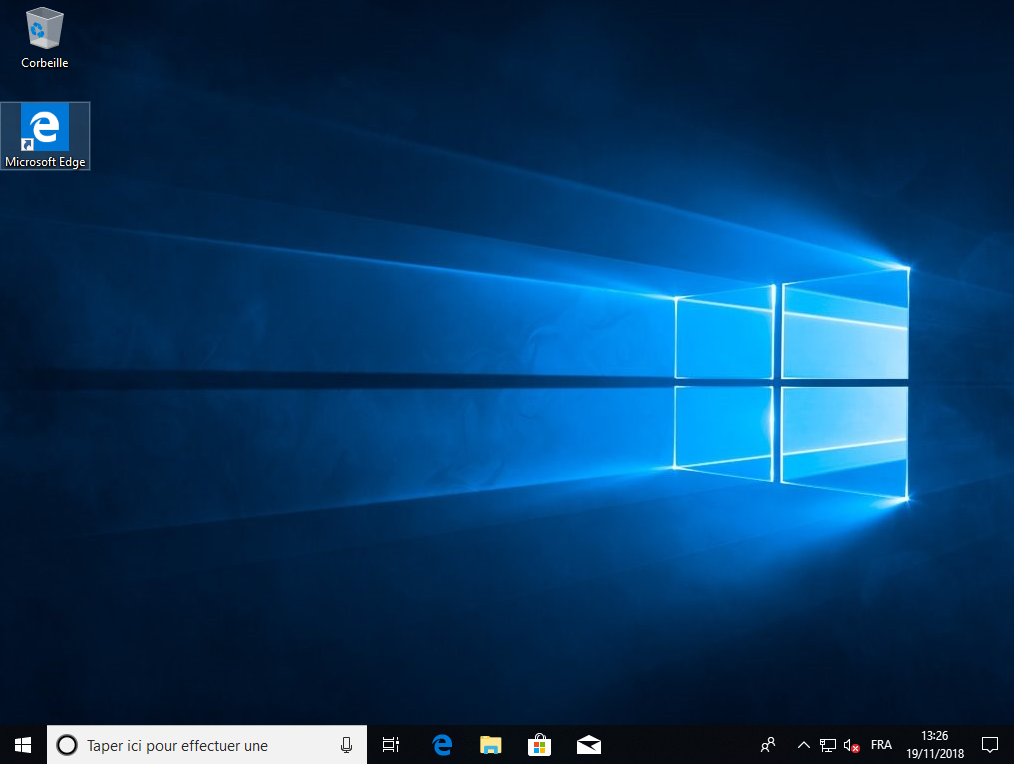 Corbeille
Microsoft Edge
Taper ici pour effectuer une
FRA
13:26
19/11/2018